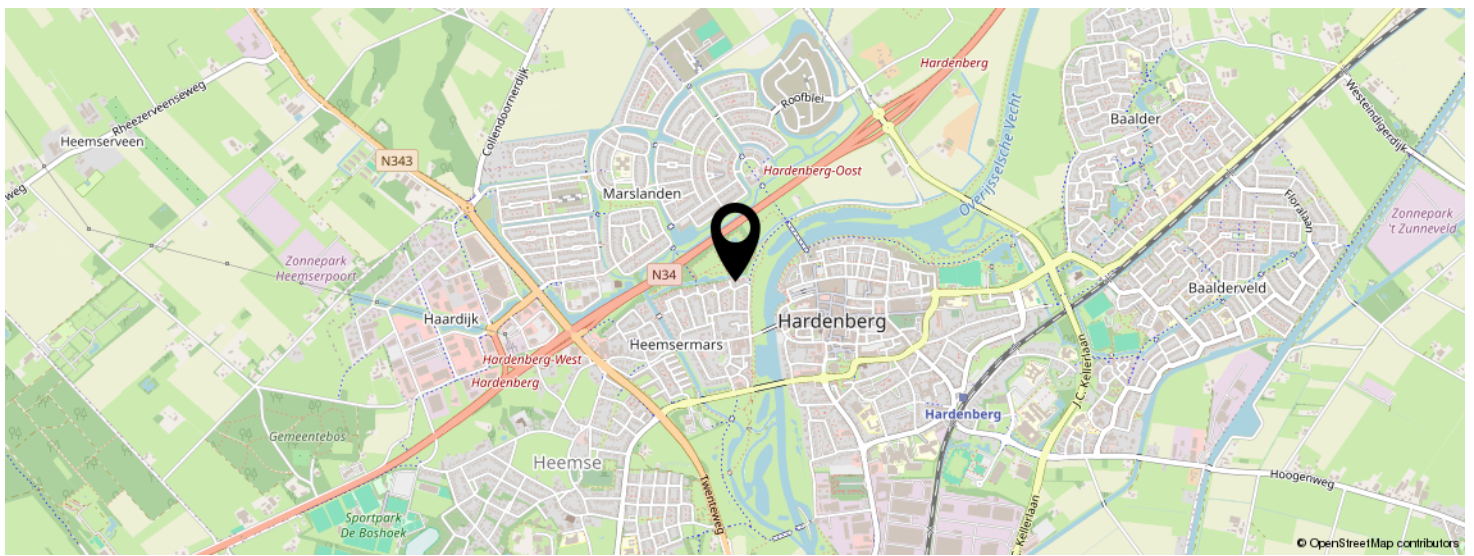 Hardenberg
Rheezerveenseweg
Collendoornerdijk
Roofblei
Heemserveen
N343
Baalder
Westeindigerdijk
Overijsselsche Vecht
Hardenberg-Oost
weg
Marslanden
Floralaan
Zonnepark
't Zunneveld
Zonnepark
Heemserpoort
N34
Baalderveld
Haardijk
Hardenberg
Heemsermars
Hardenberg-West
Hardenberg
J.C. Kellerlaan
Hardenberg
Gemeentebos
Heemse
Twenteweg
Hoogenweg
Sportpark
De Boshoek
Kellerlaan
© OpenStreetMap contributors